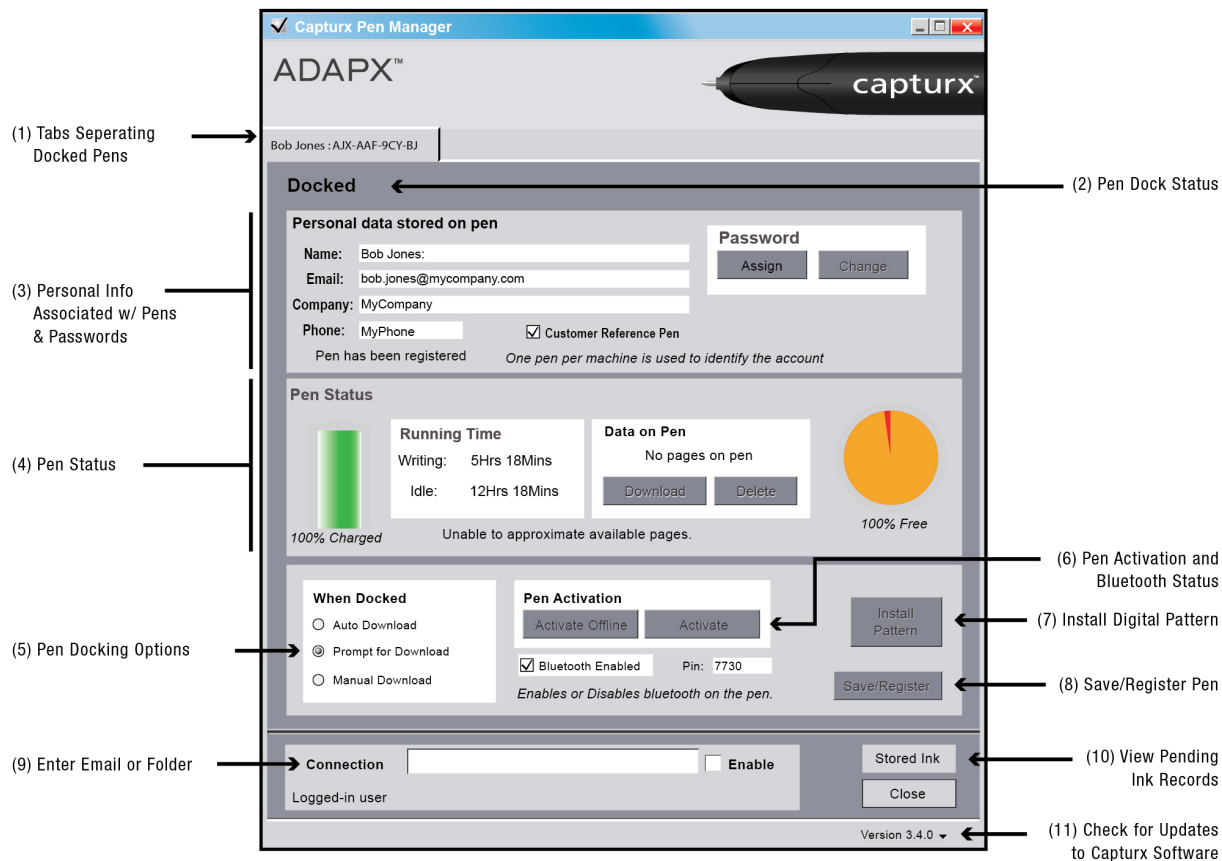 Capturx Pen Manager
ADAPX™
capturx™
(1) Tabs Seperating
Docked Pens
Bob Jones : AJX-AAF-9CY-BJ
Docked
(2) Pen Dock Status
Personal data stored on pen
Name: Bob Jones:
Email: bob.jones@mycompany.com
Company: MyCompany
Phone: MyPhone
Password
Assign Change
Customer Reference Pen
Pen has been registered
One pen per machine is used to identify the account
(3) Personal Info
Associated w/ Pens
& Passwords
Pen Status
Running Time
Writing: 5Hrs 18Mins
Idle: 12Hrs 18Mins
Data on Pen
No pages on pen
Download Delete
100% Charged
Unable to approximate available pages.
100% Free
(4) Pen Status
(5) Pen Docking Options
When Docked
Auto Download
Prompt for Download
Manual Download
Pen Activation
Activate Offline Activate
Bluetooth Enabled Pin: 7730
Enables or Disables bluetooth on the pen.
Install
Pattern
Save/Register
(6) Pen Activation and
Bluetooth Status
(7) Install Digital Pattern
(8) Save/Register Pen
(9) Enter Email or Folder
Connection Enable
Logged-in user
Stored Ink
Close
(10) View Pending
Ink Records
Version 3.4.0
(11) Check for Updates
to Capturx Software